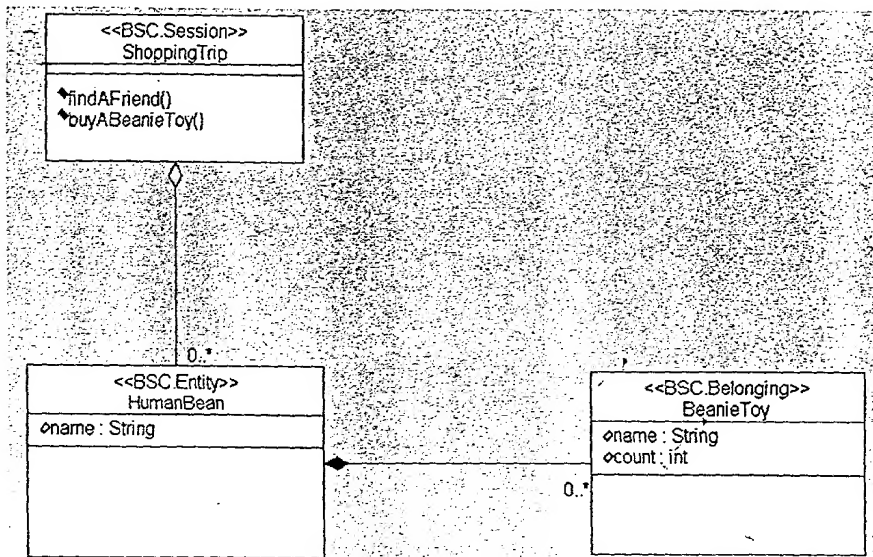 <<BSC.Session>>
ShoppingTrip
findAFriend()
buyABeanieToy()
0..*
<<BSC.Entity>>
HumanBean
name : String
<<BSC.Belonging>>
BeanieToy
name : String
count : int
0..*